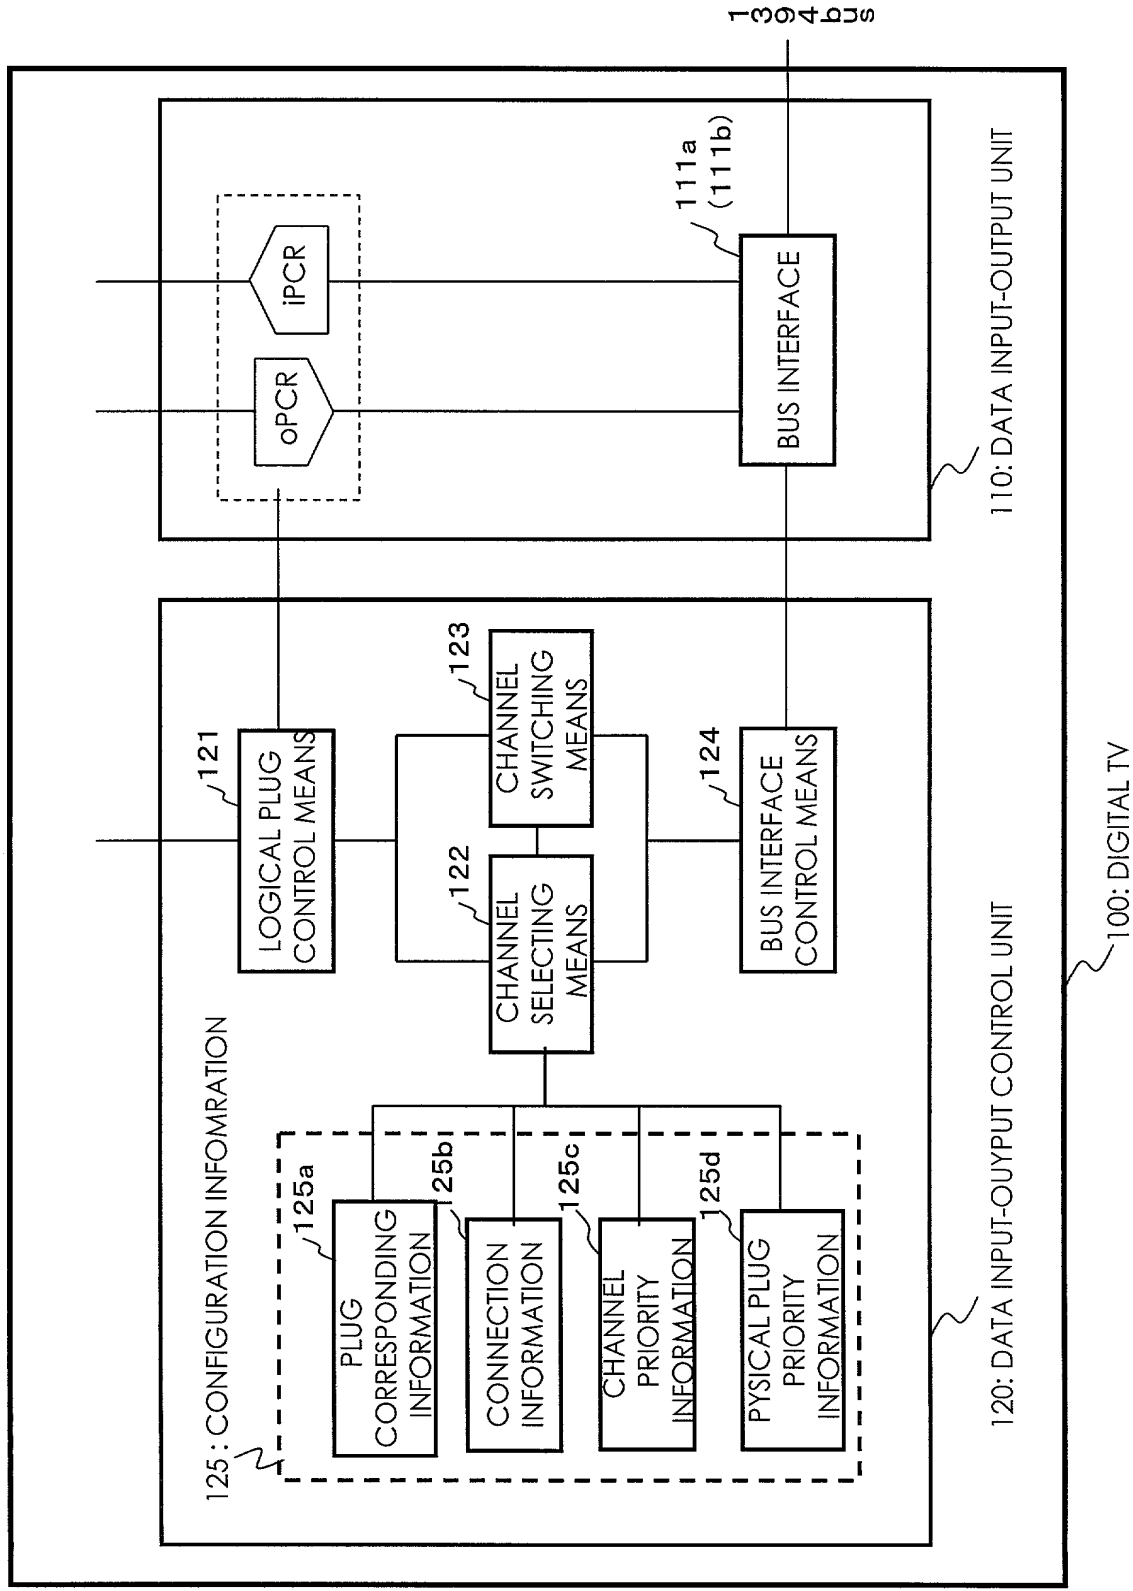 125 : CONFIGURATION INFOMRATION
125a
PLUG
CORRESPONDING
INFORMATION
25b
CONNECTION
INFORMATION
125c
CHANNEL
PRIORITY
INFORMATION
125d
PYSICAL PLUG
PRIORITY
INFORMATION
121
LOGICAL PLUG
CONTROL MEANS
122
CHANNEL
SELECTING
MEANS
123
CHANNEL
SWITCHING
MEANS
124
BUS INTERFACE
CONTROL MEANS
120: DATA INPUT-OUYPUT CONTROL UNIT
oPCR
iPCR
111a
(111b)
BUS INTERFACE
1394bus
110: DATA INPUT-OUTPUT UNIT
100: DIGITAL TV